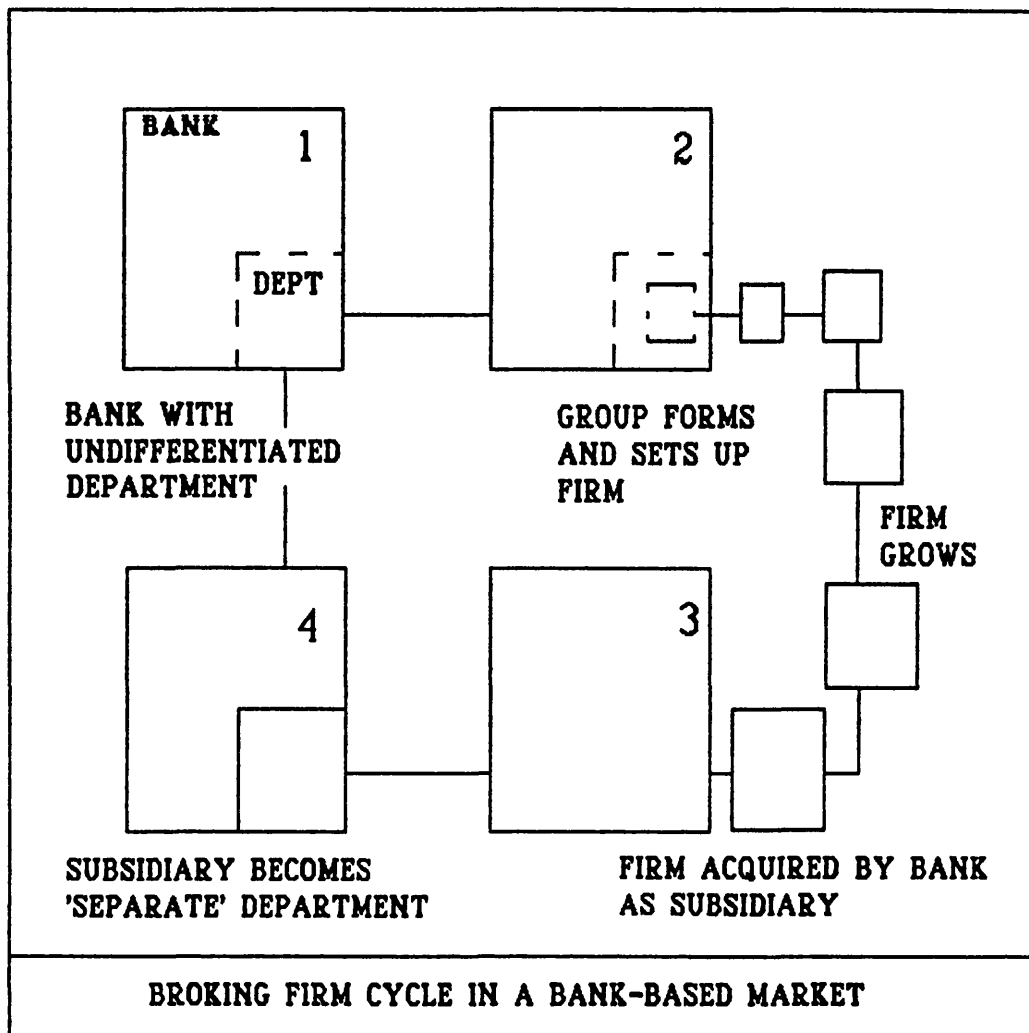 BANK
1
DEPT
BANK WITH
UNDIFFERENTIATED
DEPARTMENT
2
GROUP FORMS
AND SETS UP
FIRM
FIRM
GROWS
3
FIRM ACQUIRED BY BANK
AS SUBSIDIARY
4
SUBSIDIARY BECOMES
'SEPARATE' DEPARTMENT
BROKING FIRM CYCLE IN A BANK-BASED MARKET